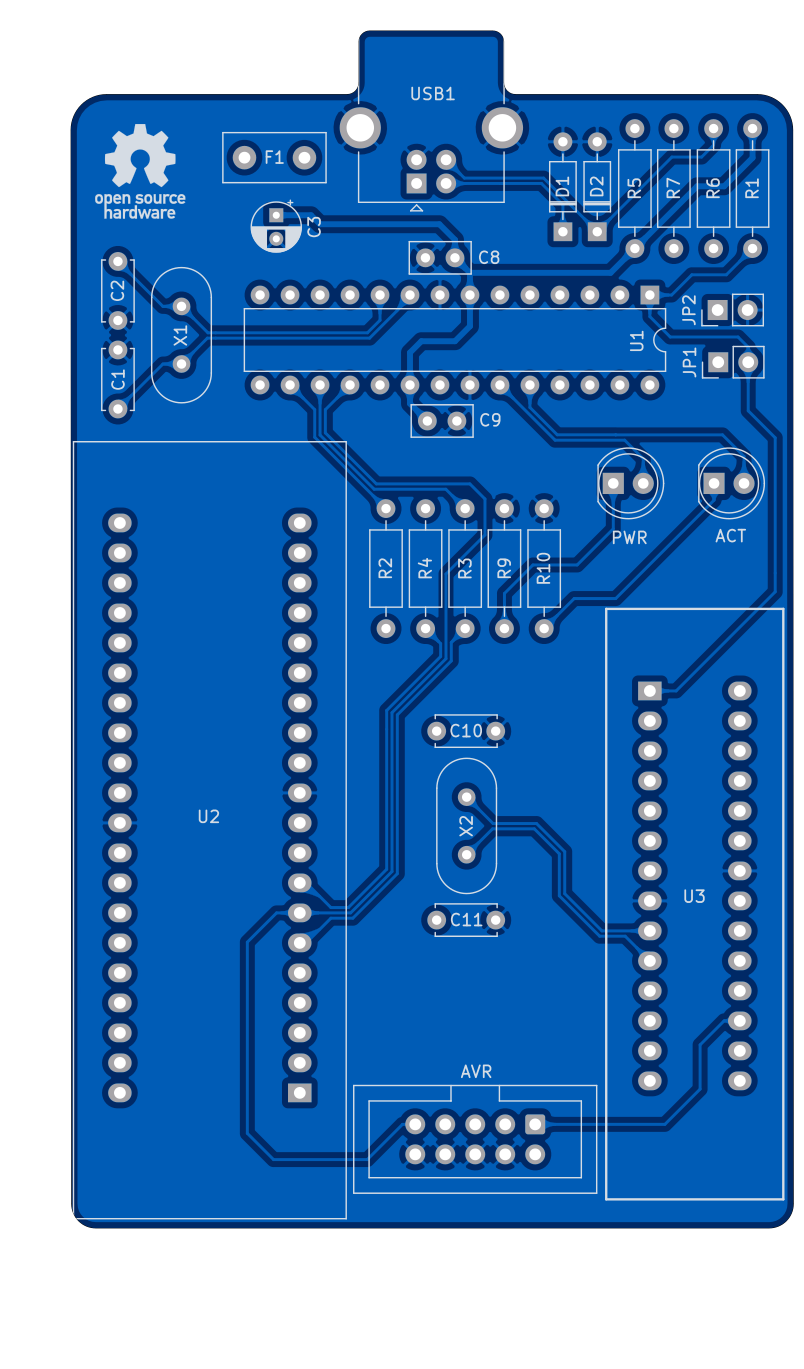 USB1
F1
open source
hardware
+
C3
D1
D2
R5
R7
R6
R1
C8
C2
X1
U1
JP2
JP1
C1
C9
PWR
ACT
R2
R4
R3
R9
R10
C10
U2
X2
U3
C11
AVR